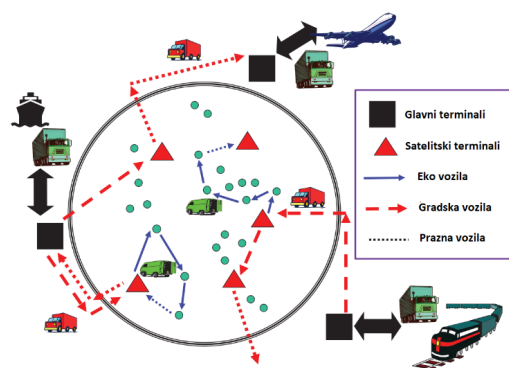 Glavni terminali
Satelitski terminali
Eko vozila
Gradska vozila
Prazna vozila